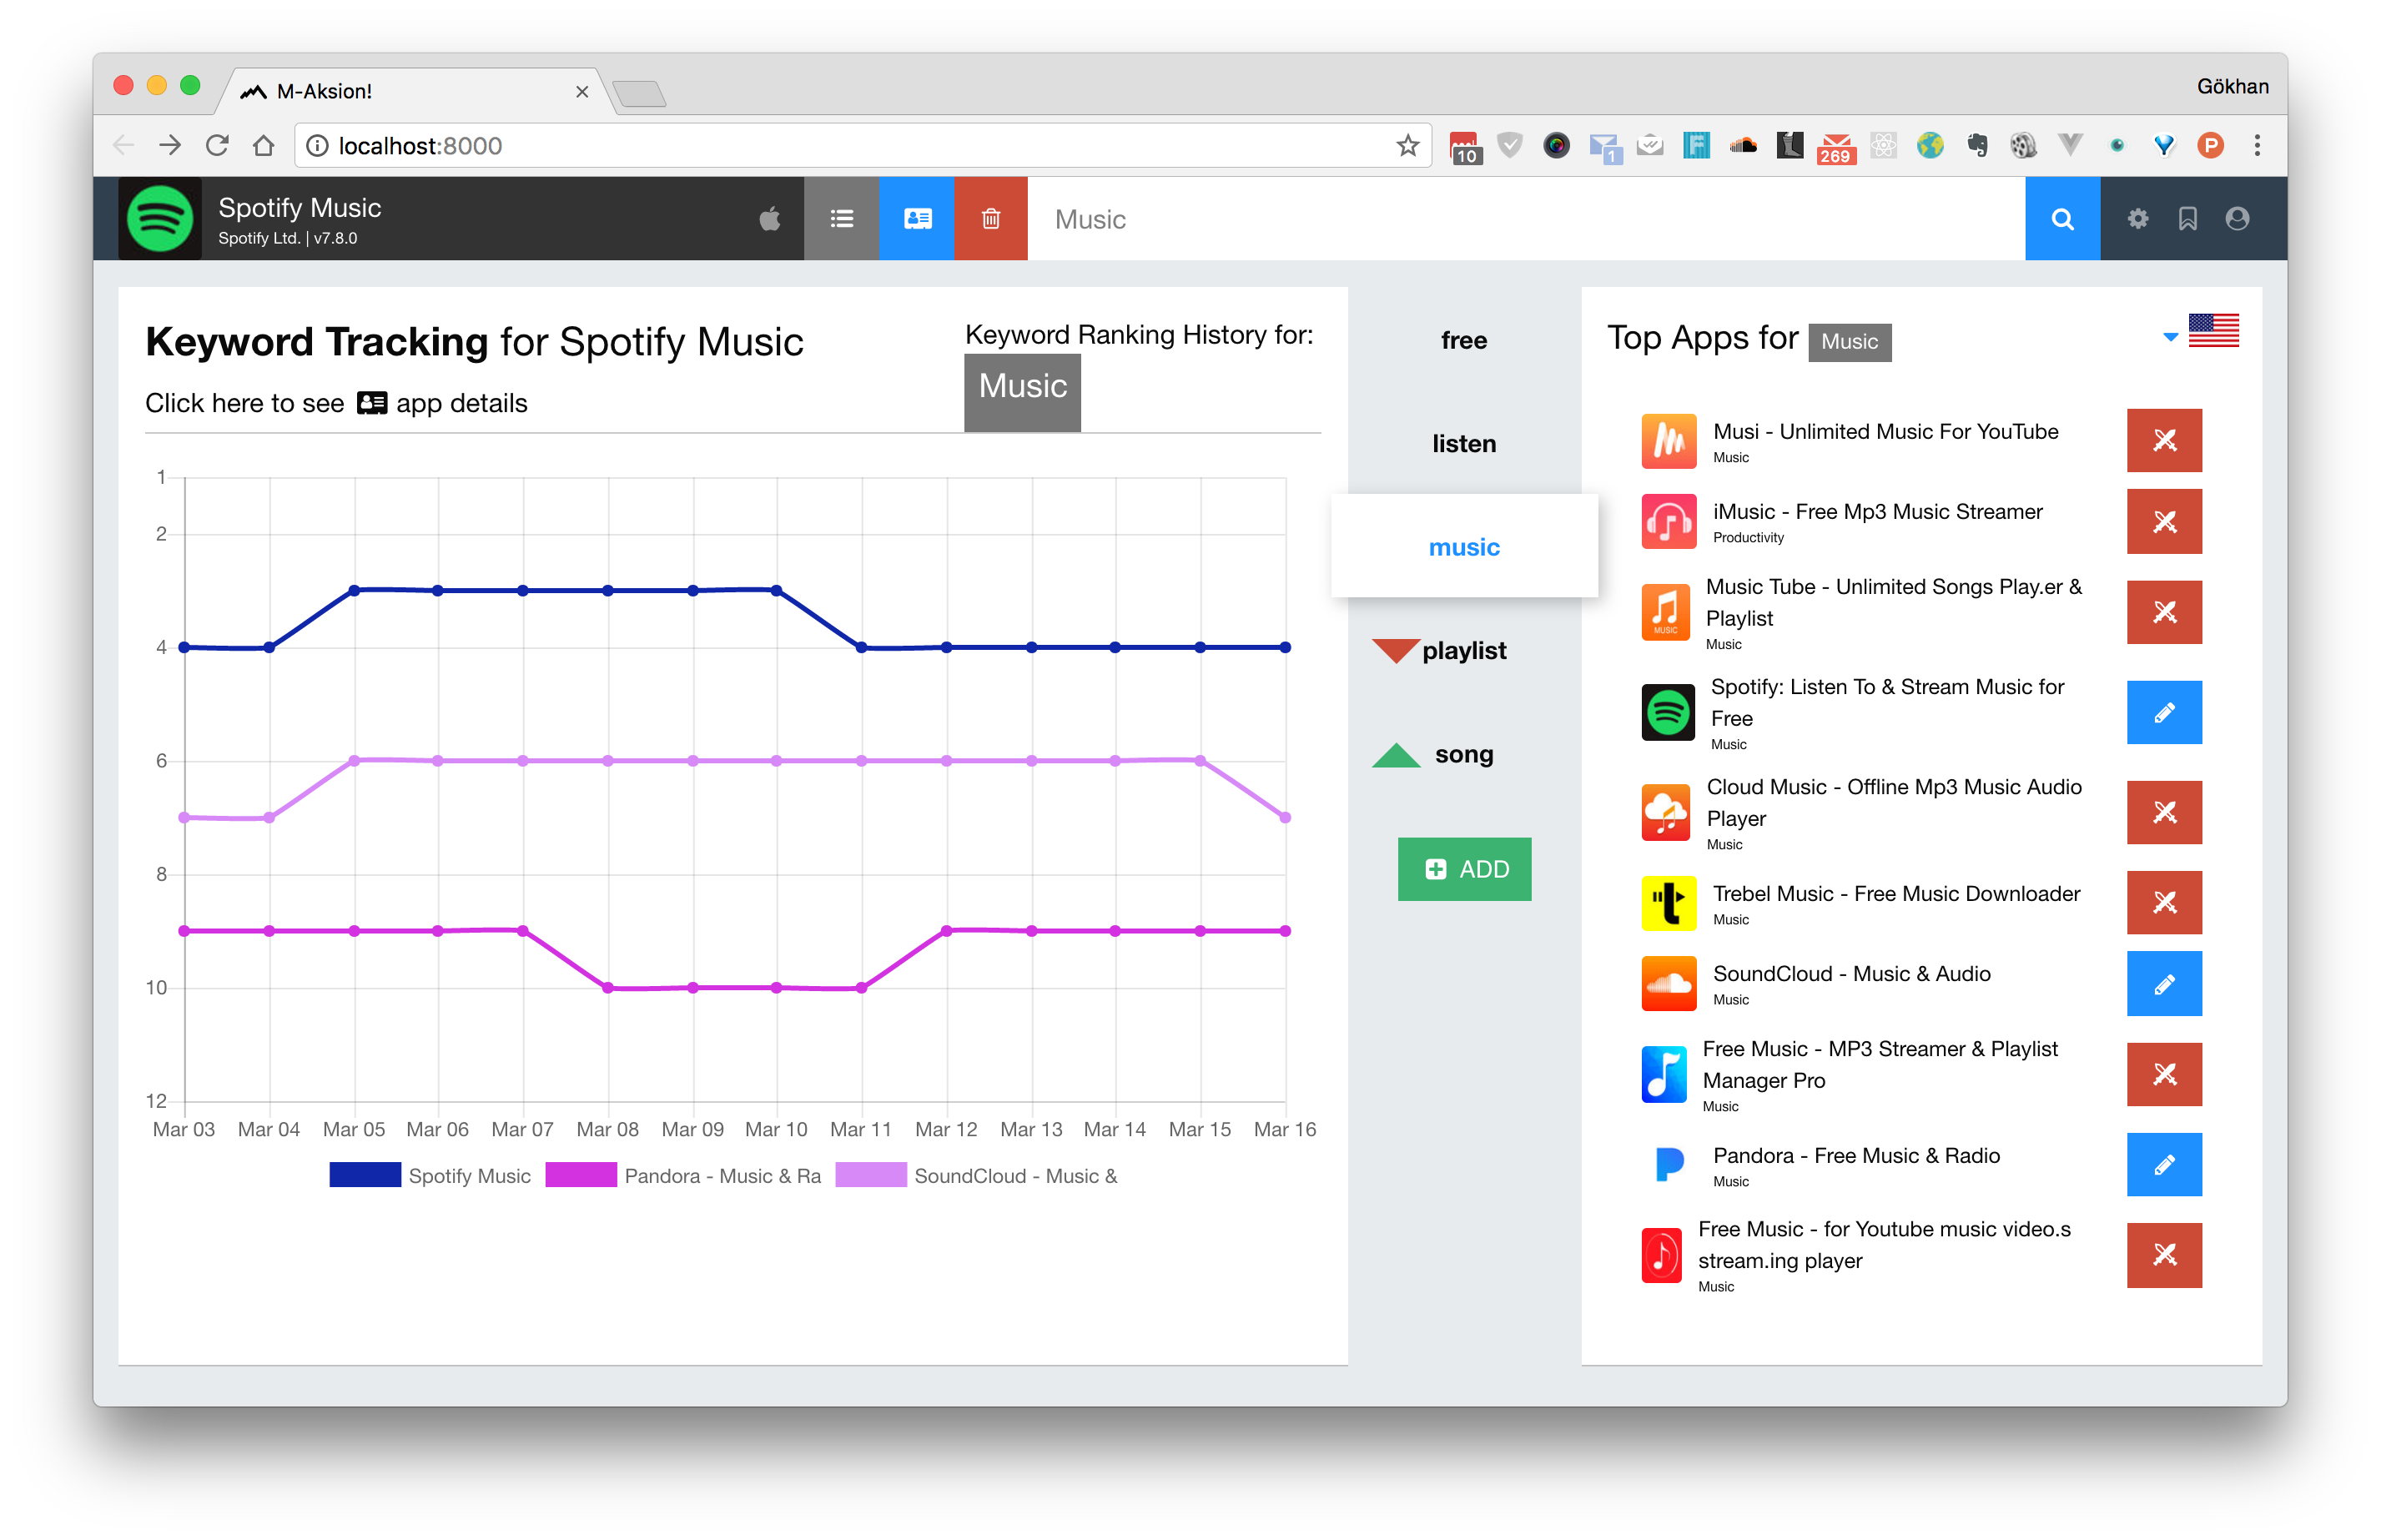 M-Aksion!
Gökhan
localhost:8000
10
1
269
P
Spotify Music
Spotify Ltd. | v7.8.0
Music
Keyword Tracking for Spotify Music
Click here to see app details
Keyword Ranking History for:
Music
1
2
4
6
8
10
12
Mar 03 Mar 04 Mar 05 Mar 06 Mar 07 Mar 08 Mar 09 Mar 10 Mar 11 Mar 12 Mar 13 Mar 14 Mar 15 Mar 16
Spotify Music Pandora - Music & Ra SoundCloud - Music &
free
listen
music
playlist
song
ADD
Top Apps for Music
Musi - Unlimited Music For YouTube
Music
iMusic - Free Mp3 Music Streamer
Productivity
MUSIC
Music Tube - Unlimited Songs Play.er &
Playlist
Music
Spotify: Listen To & Stream Music for
Free
Music
Cloud Music - Offline Mp3 Music Audio
Player
Music
Trebel Music - Free Music Downloader
Music
SoundCloud - Music & Audio
Music
Free Music - MP3 Streamer & Playlist
Manager Pro
Music
Pandora - Free Music & Radio
Music
Free Music - for Youtube music video.s
stream.ing player
Music